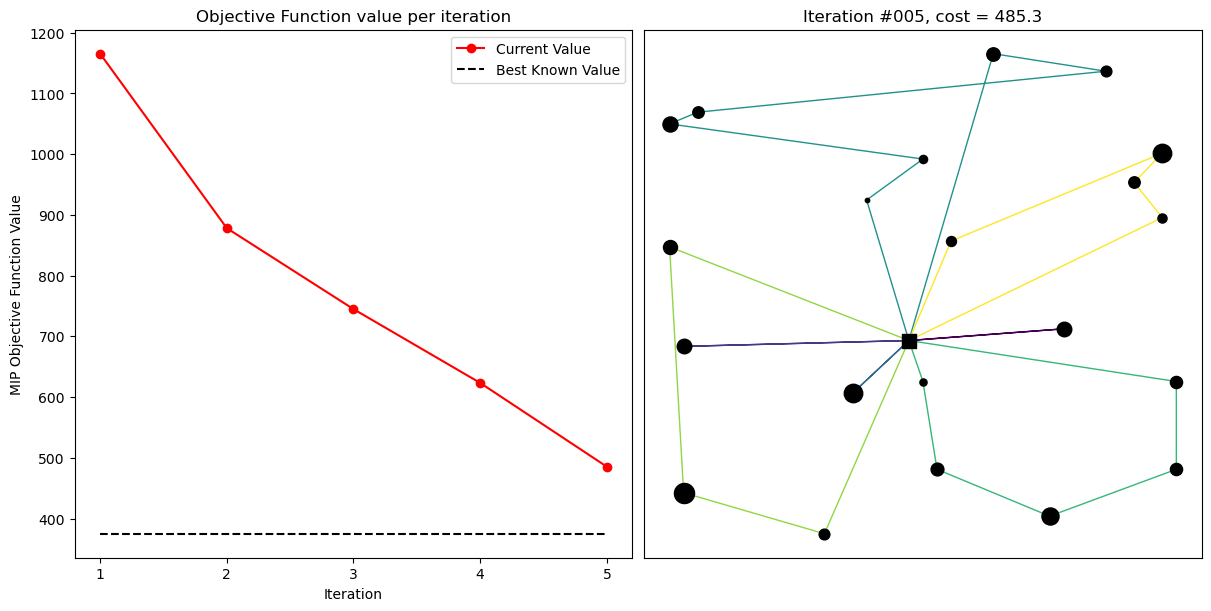 Objective Function value per iteration
Current Value
Best Known Value
1200
1100
1000
900
800
700
600
500
400
MIP Objective Function Value
1 2 3 4 5
Iteration
Iteration #005, cost = 485.3